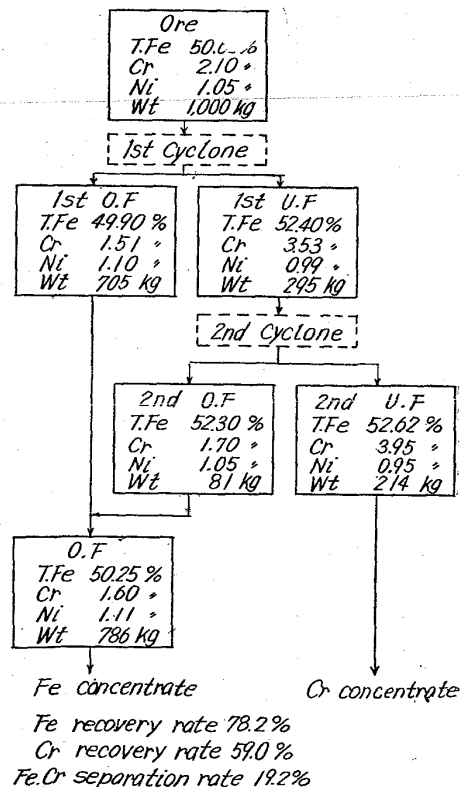 Ore
T.Fe
Cr 2.10 〃
Ni 1.05 〃
Wt 1,000 kg
1st Cyclone
1st O.F
T.Fe 49.90 %
Cr 1.51 〃
Ni 1.10 〃
Wt 705 kg
1st U.F
T.Fe 52.40 %
Cr 3.53 〃
Ni 0.99 〃
Wt 295 kg
2nd Cyclone
2nd O.F
T.Fe 52.30 %
Cr 1.70 〃
Ni 1.05 〃
Wt 81 kg
2nd U.F
T.Fe 52.62 %
Cr 3.95 〃
Ni 0.95 〃
Wt 214 kg
O.F
T.Fe 50.25 %
Cr 1.60 〃
Ni 1.11 〃
Wt 786 kg
Fe concentrate
Cr concentrate
Fe recovery rate 78.2%
Cr recovery rate 59.0 %
Fe.Cr separation rate 19.2%